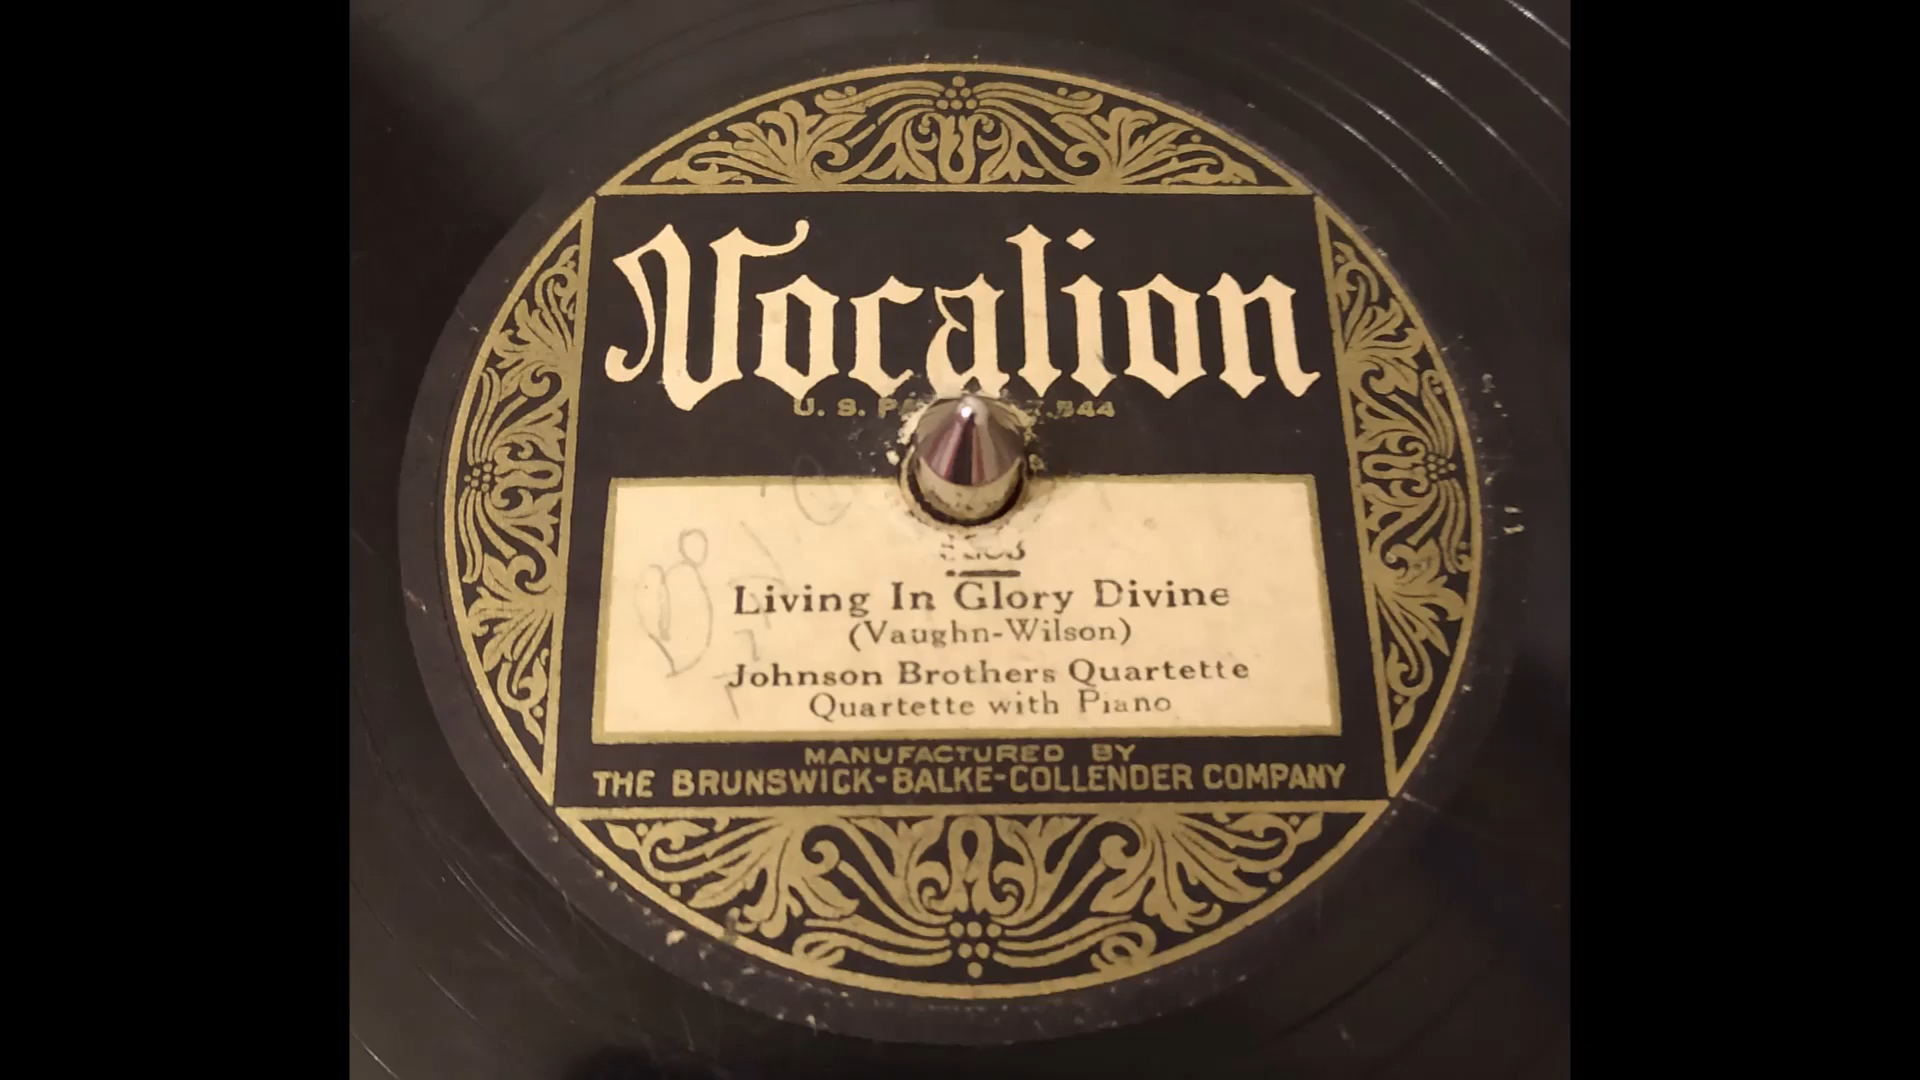 Vocalion
U. S.
Living In Glory Divine
(Vaughn-Wilson)
Johnson Brothers Quartette
Quartette with Piano
MANUFACTURED BY
THE BRUNSWICK-BALKE-COLLENDER COMPANY